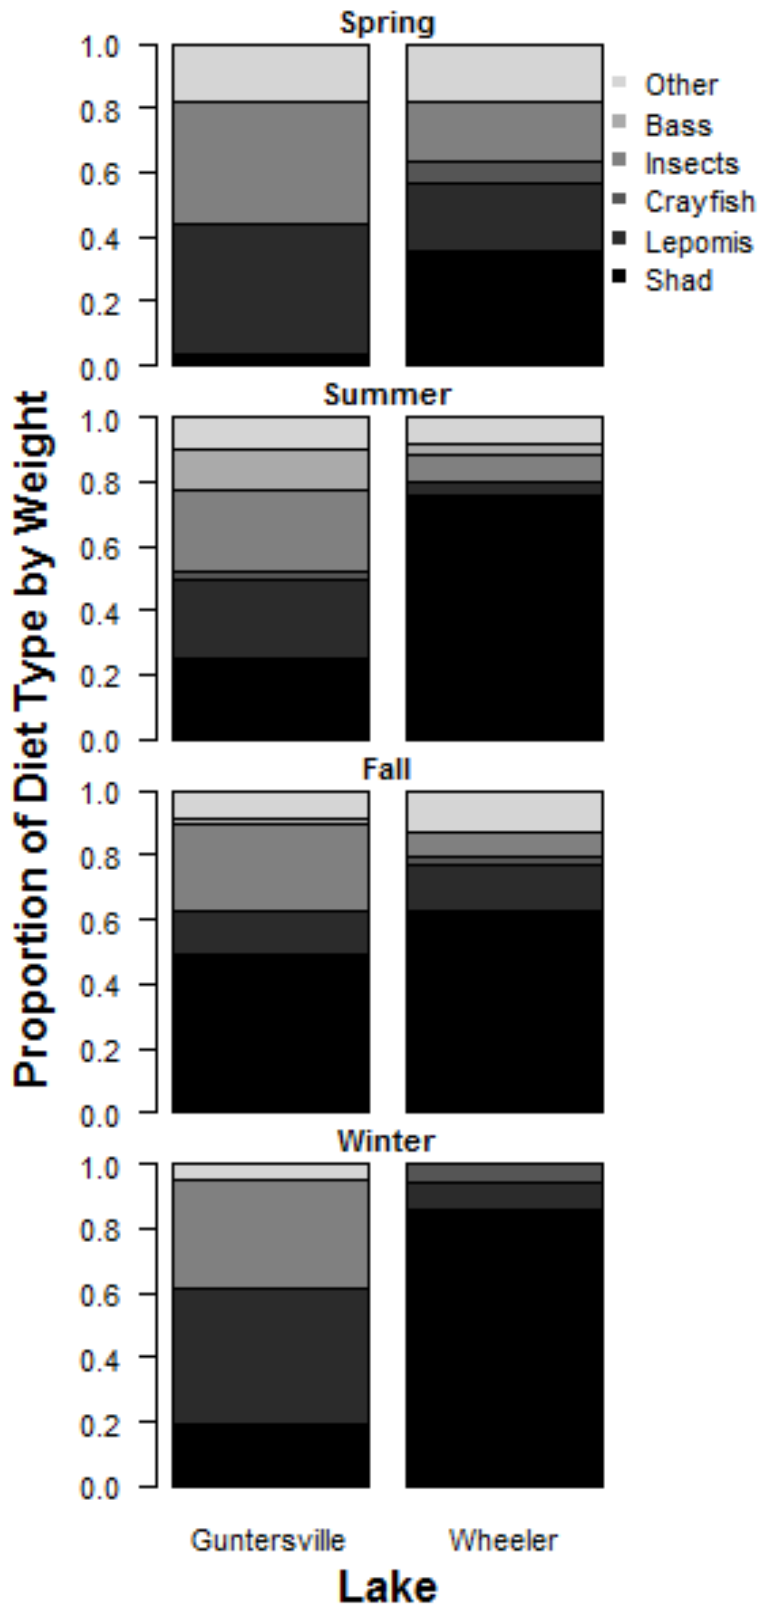 Spring
1.0
0.8
0.6
0.4
0.2
0.0
Other
Bass
Insects
Crayfish
Lepomis
Shad
Summer
1.0
0.8
0.6
0.4
0.2
0.0
Fall
1.0
0.8
0.6
0.4
0.2
0.0
Winter
1.0
0.8
0.6
0.4
0.2
0.0
Proportion of Diet Type by Weight
Guntersville Wheeler
Lake